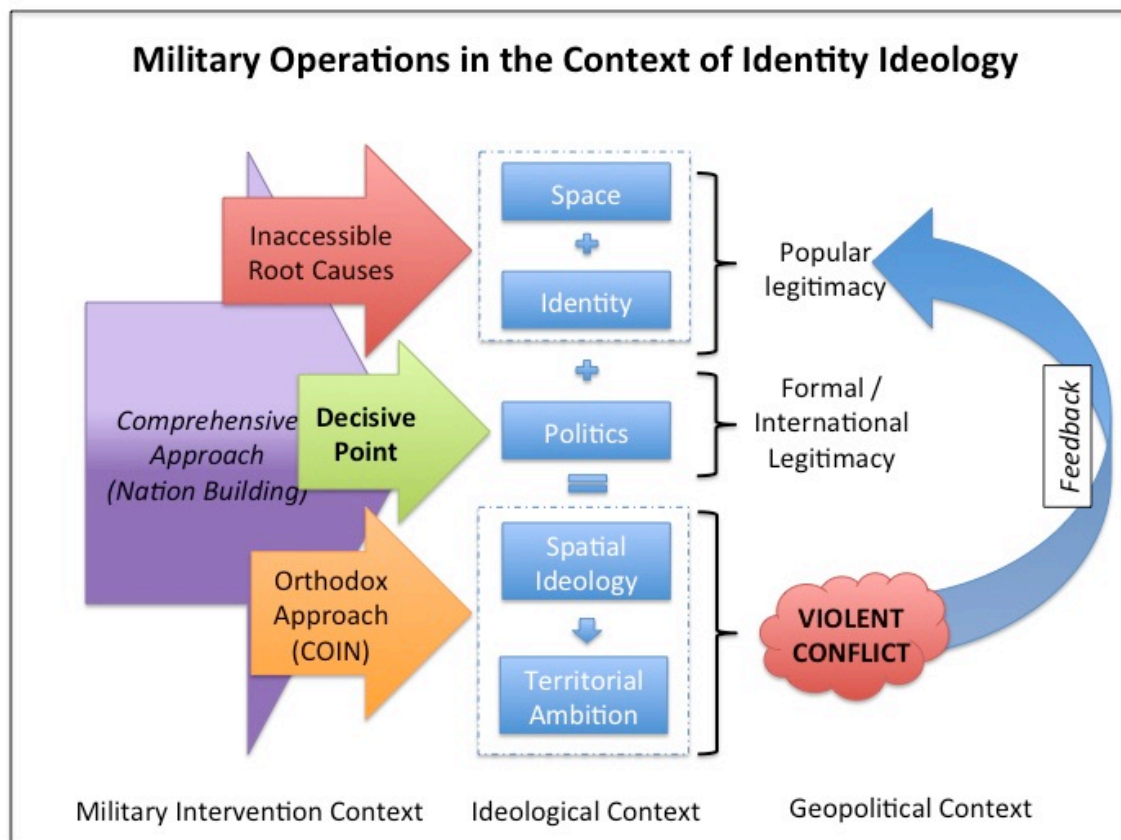 Military Operations in the Context of Identity Ideology
Inaccessible
Root Causes
Comprehensive
Approach
(Nation Building)
Decisive
Point
Orthodox
Approach
(COIN)
Space
Identity
Politics
Spatial
Ideology
Territorial
Ambition
Popular
legitimacy
Formal /
International
Legitimacy
VIOLENT
CONFLICT
Feedback
Military Intervention Context
Ideological Context
Geopolitical Context